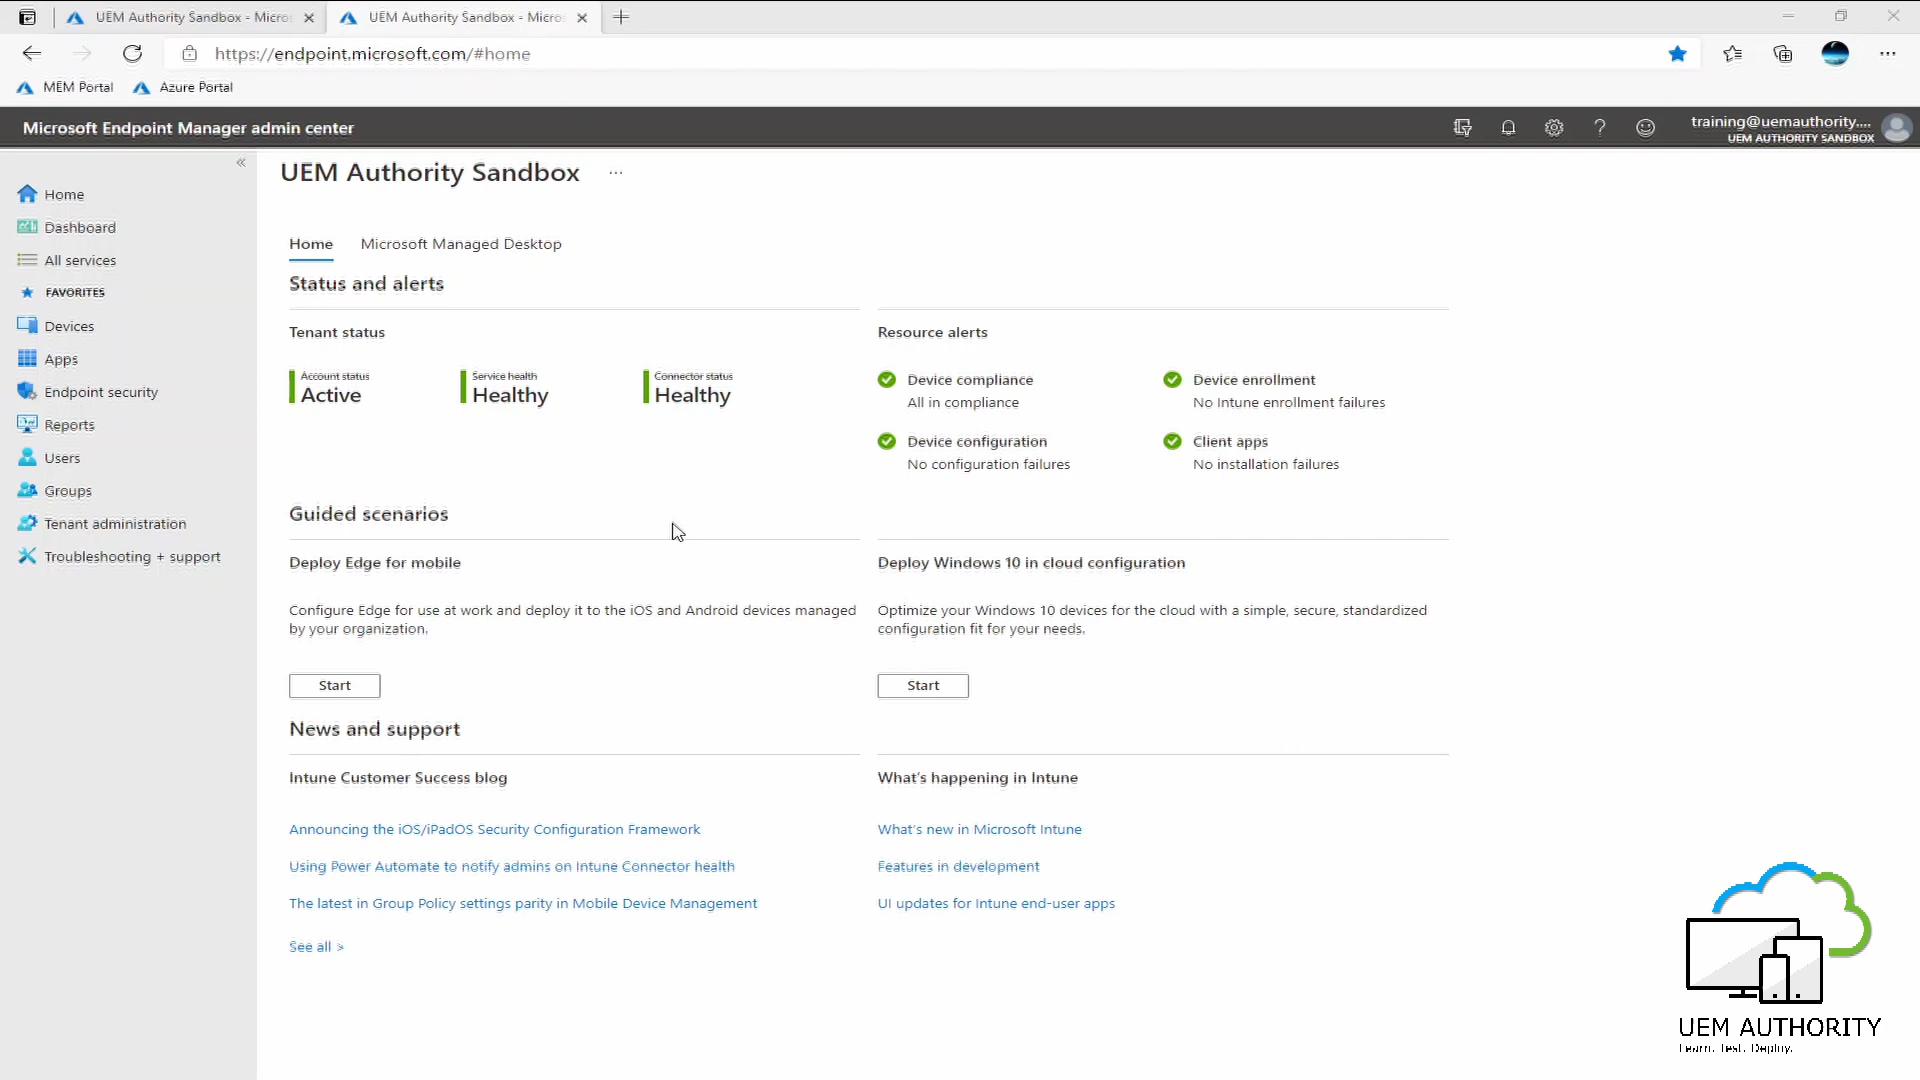 UEM Authority Sandbox - Micros
UEM Authority Sandbox - Micros
https://endpoint.microsoft.com/#home
MEM Portal
Azure Portal
Microsoft Endpoint Manager admin center
training@uemauthority....
UEM AUTHORITY SANDBOX
UEM Authority Sandbox
Home
Dashboard
All services
FAVORITES
Devices
Apps
Endpoint security
Reports
Users
Groups
Tenant administration
Troubleshooting + support
Home
Microsoft Managed Desktop
Status and alerts
Tenant status
Account status
Active
Service health
Healthy
Connector status
Healthy
Resource alerts
Device compliance
All in compliance
Device enrollment
No Intune enrollment failures
Device configuration
No configuration failures
Client apps
No installation failures
Guided scenarios
Deploy Edge for mobile
Configure Edge for use at work and deploy it to the iOS and Android devices managed
by your organization.
Start
Deploy Windows 10 in cloud configuration
Optimize your Windows 10 devices for the cloud with a simple, secure, standardized
configuration fit for your needs.
Start
News and support
Intune Customer Success blog
Announcing the iOS/iPadOS Security Configuration Framework
Using Power Automate to notify admins on Intune Connector health
The latest in Group Policy settings parity in Mobile Device Management
See all >
What's happening in Intune
What's new in Microsoft Intune
Features in development
UI updates for Intune end-user apps
UEM AUTHORITY
Learn. Test. Deploy.